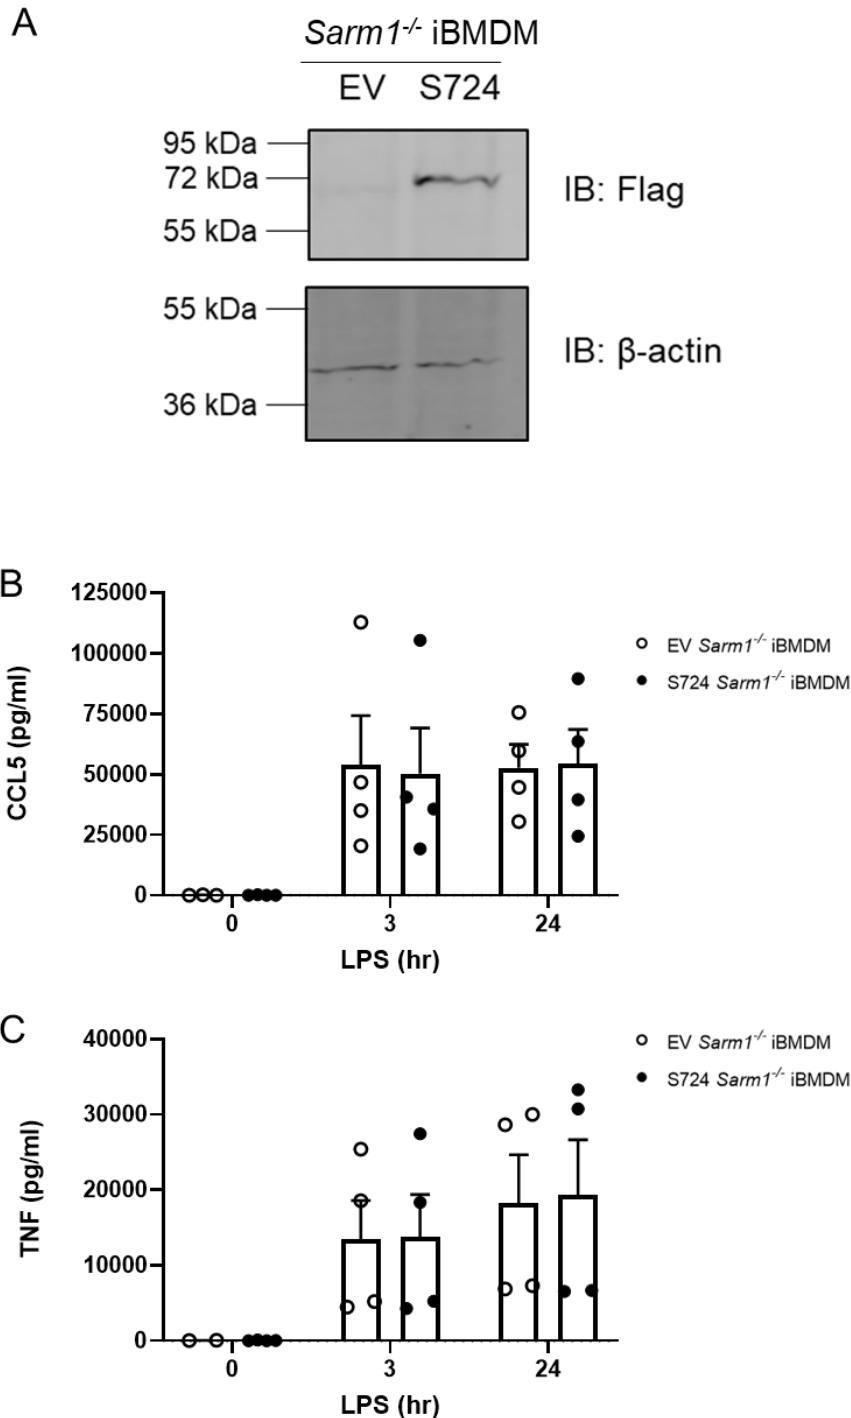 A
Sarm1-/- iBMDM
EV S724
95 kDa
72 kDa
55 kDa
IB: Flag
55 kDa
36 kDa
IB: β-actin
B
125000
100000
75000
50000
25000
0
CCL5 (pg/ml)
0 3 24
LPS (hr)
EV Sarm1-/- iBMDM
S724 Sarm1-/- iBMDM
C
40000
30000
20000
10000
0
TNF (pg/ml)
0 3 24
LPS (hr)
EV Sarm1-/- iBMDM
S724 Sarm1-/- iBMDM